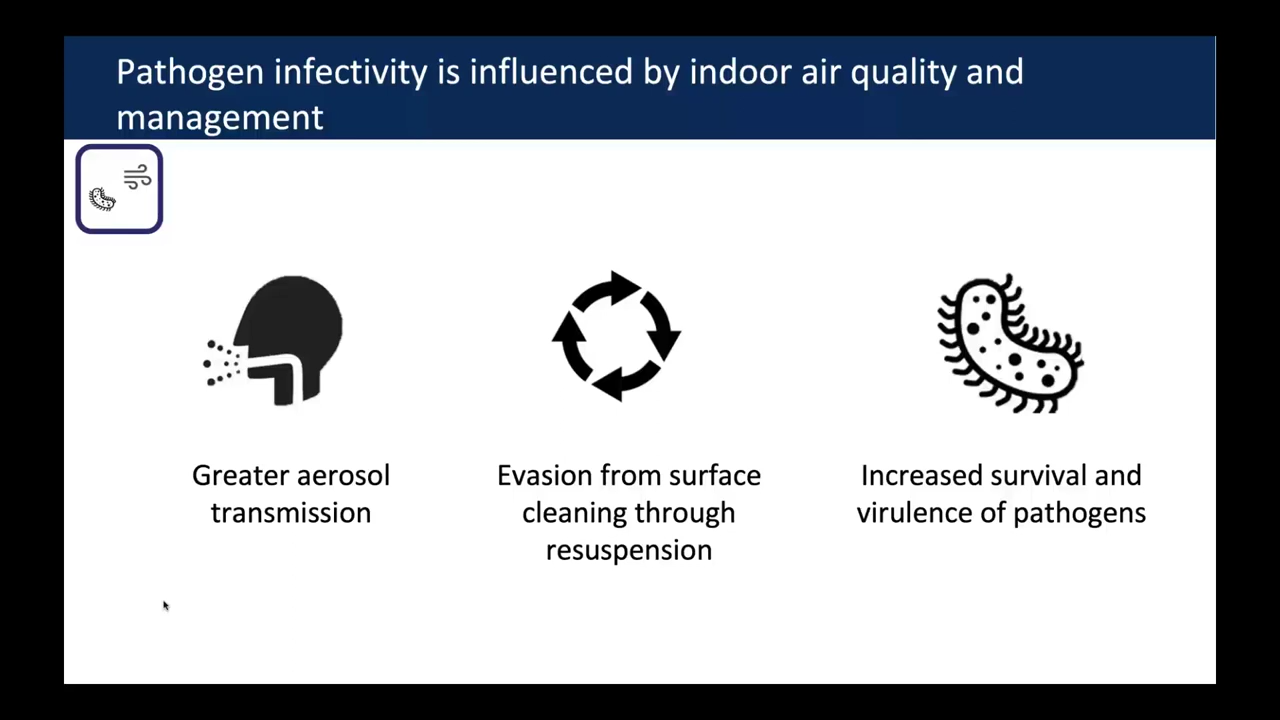 Pathogen infectivity is influenced by indoor air quality and
management
Greater aerosol
transmission
Evasion from surface
cleaning through
resuspension
Increased survival and
virulence of pathogens